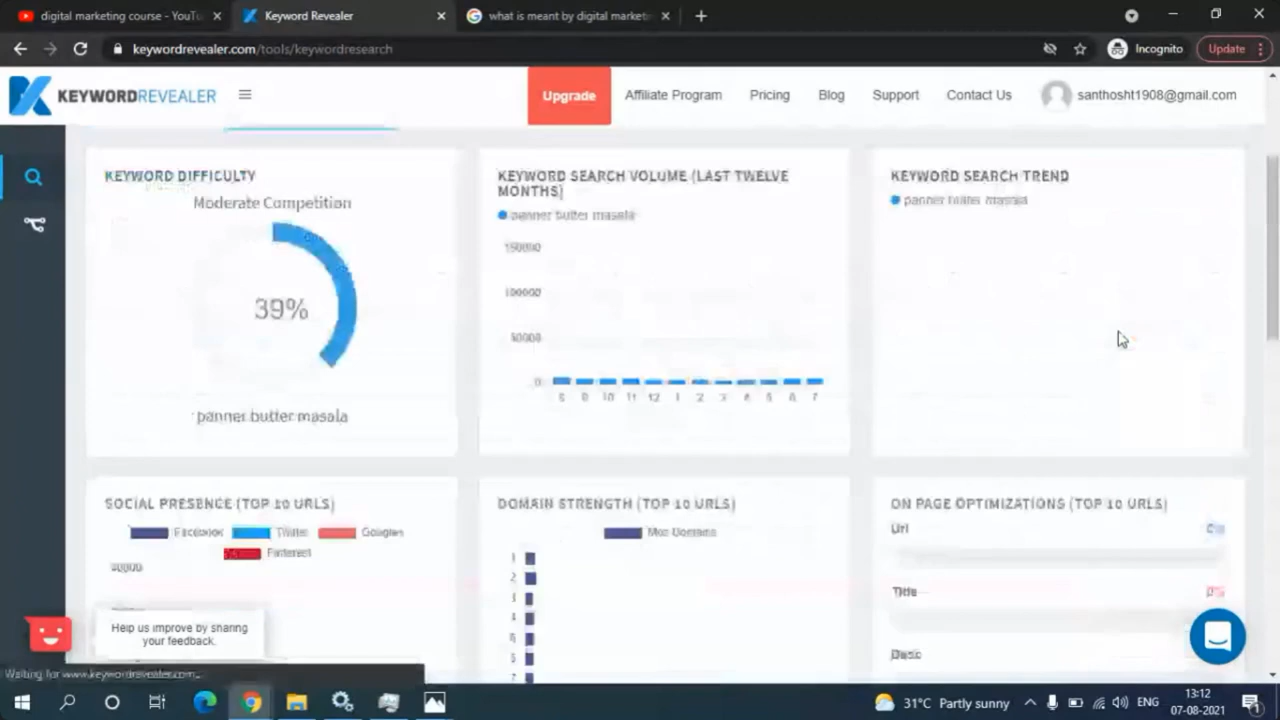 digital marketing course - YouTu
Keyword Revealer
what is meant by digital market
keywordrevealer.com/tools/keywordresearch
Incognito
Update
KEYWORDREVEALER
Upgrade
Affiliate Program
Pricing
Blog
Support
Contact Us
santhosht1908@gmail.com
KEYWORD DIFFICULTY
Moderate Competition
39%
panner butter masala
KEYWORD SEARCH VOLUME (LAST TWELVE
MONTHS)
panner butter masala
150000
100000
50000
0
8 9 10 11 12 1 2 3 4 5 6 7
KEYWORD SEARCH TREND
panner butter masala
SOCIAL PRESENCE (TOP 10 URLS)
Facebook Twitter Googles
Pinterest
40000
DOMAIN STRENGTH (TOP 10 URLS)
Moz Domains
1
2
3
4
5
7
ON PAGE OPTIMIZATIONS (TOP 10 URLS)
Url
Title
Desc
Help us improve by sharing
your feedback.
Waiting for www.keywordrevealer.com...
31°C Partly sunny
ENG
13:12
07-08-2021